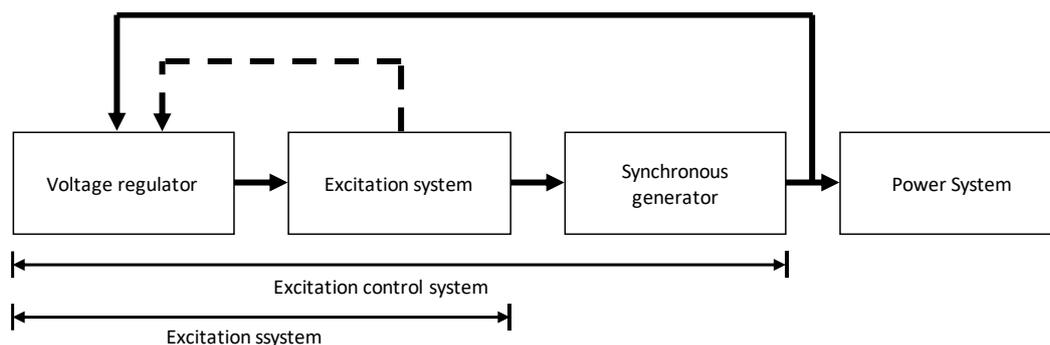 Voltage regulator
Excitation system
Synchronous
generator
Power System
Excitation control system
Excitation ssystem